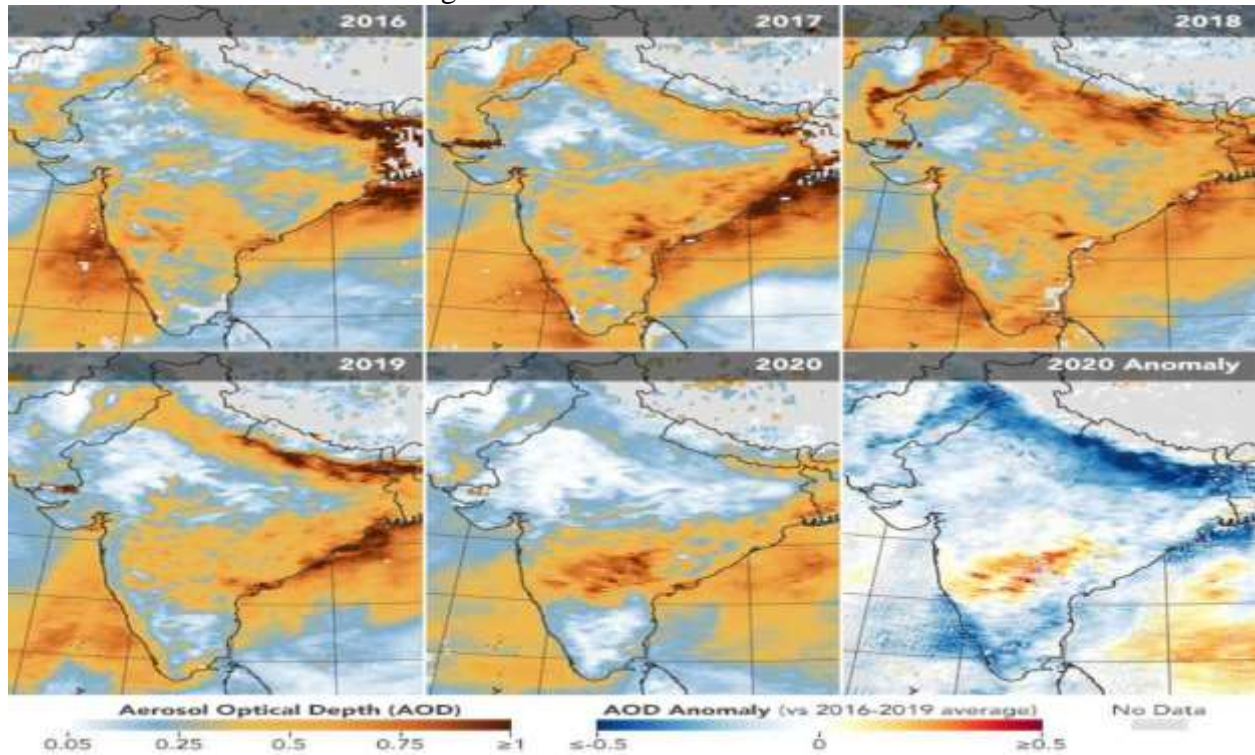 2016
2017
2018
2019
2020
2020 Anomaly
Aerosol Optical Depth (AOD)
0.05 0.25 0.5 0.75 ≥1
AOD Anomaly (vs 2016-2019 average)
≤-0.5 0 ≥0.5
No Data